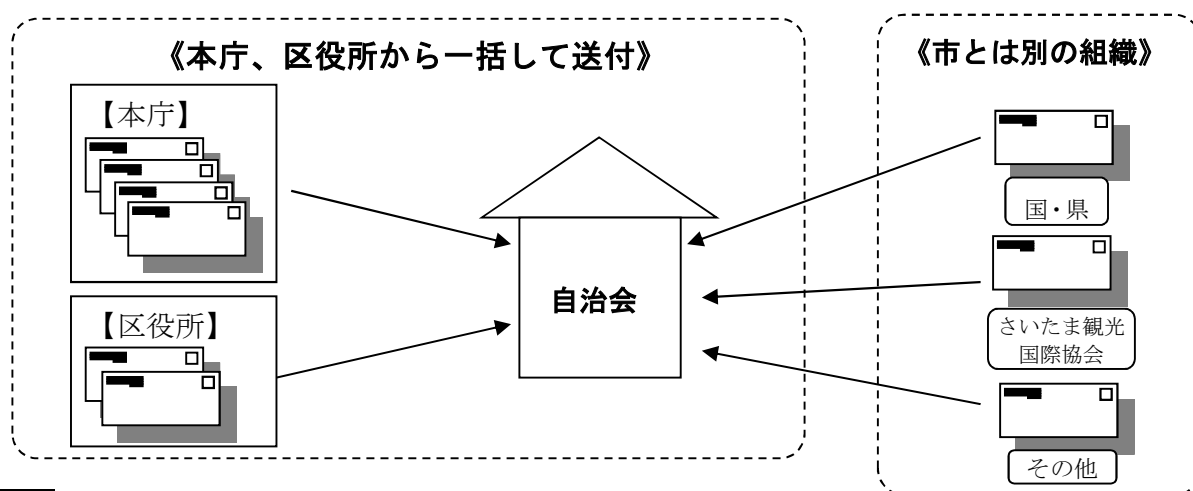 《本庁、区役所から一括して送付》
【本庁】
【区役所】
自治会
《市とは別の組織》
国・県
さいたま観光
国際協会
その他